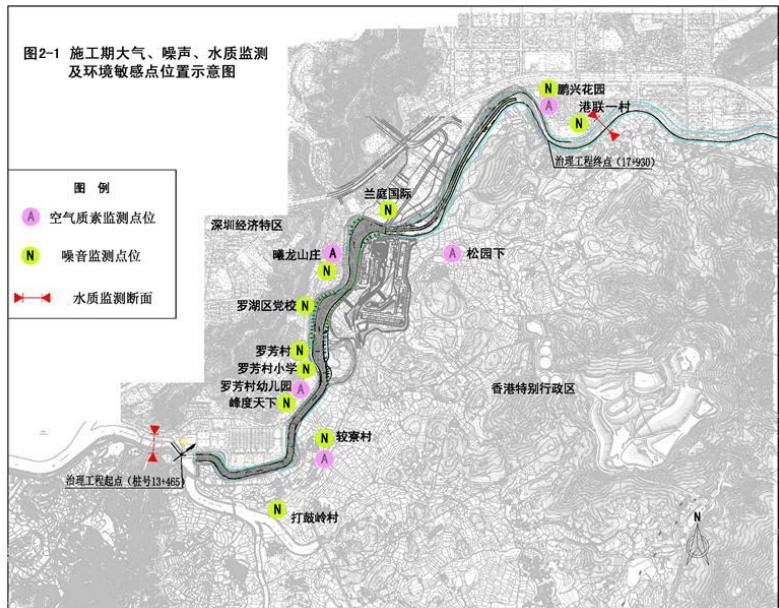 图2-1 施工期大气、噪声、水质监测
及环境敏感点位置示意图
鹏兴花园
A
港联一村
N
N
治理工程终点（17+930）
图 例
A
空气质素监测点位
N
噪音监测点位
水质监测断面
兰庭国际
N
深圳经济特区
曦龙山庄
A
N
A
松园下
罗湖区党校
N
罗芳村
N
罗芳村小学
N
罗芳村幼儿园
A
峰度天下
N
香港特别行政区
较寮村
N
A
治理工程起点（桩号13+465）
N
打鼓岭村
N